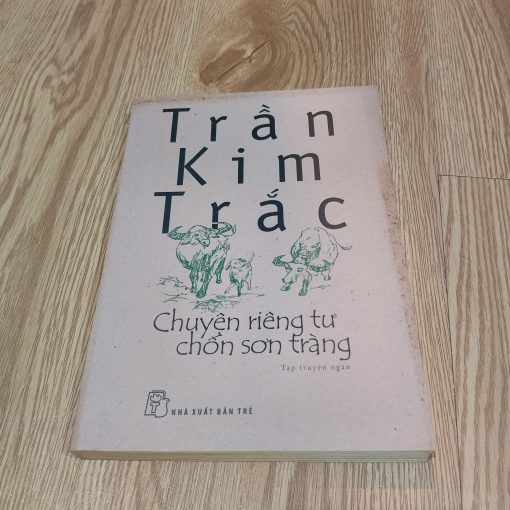 Trần
Kim
Trắc
Chuyện riêng tư
chốn sơn tràng
Tập truyện ngắn
NHÀ XUẤT BẢN TRẺ